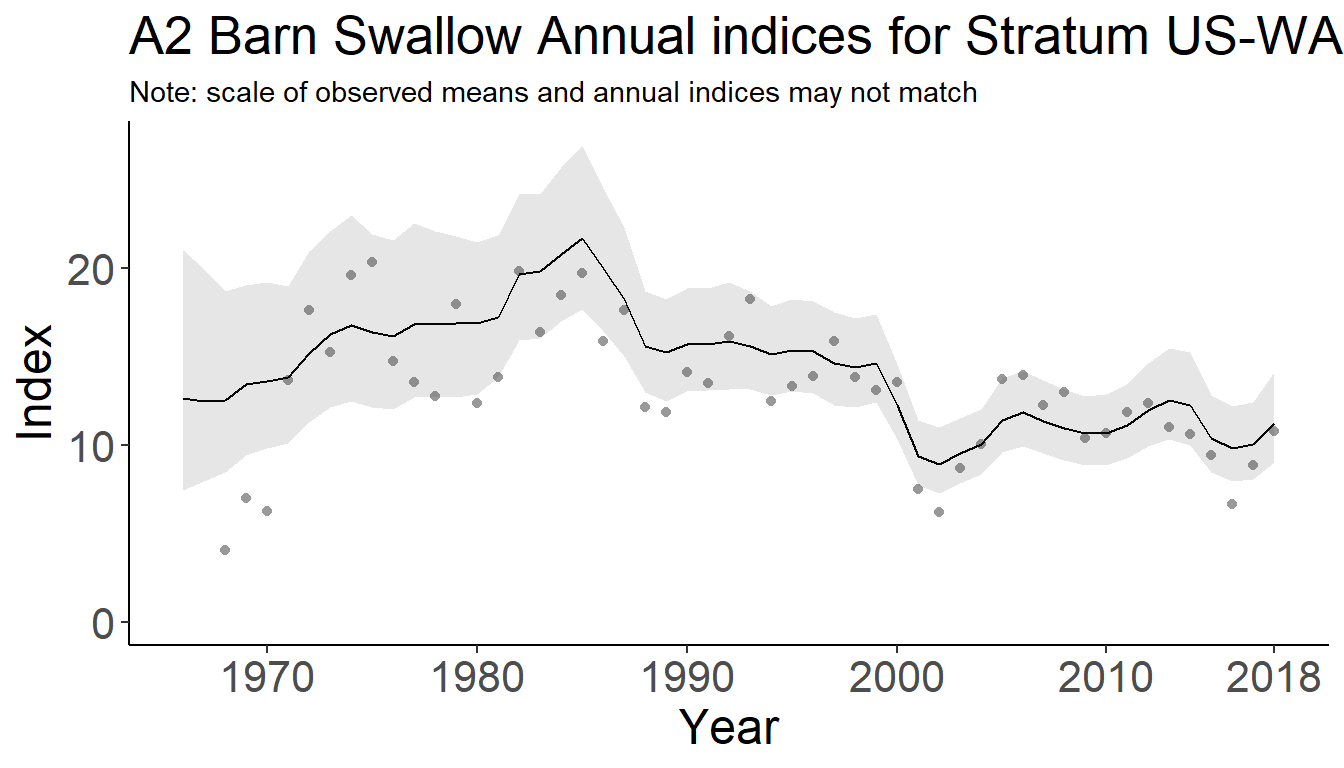 A2 Barn Swallow Annual indices for Stratum US-WA
Note: scale of observed means and annual indices may not match
Index
20
10
0
1970 1980 1990 2000 2010 2018
Year